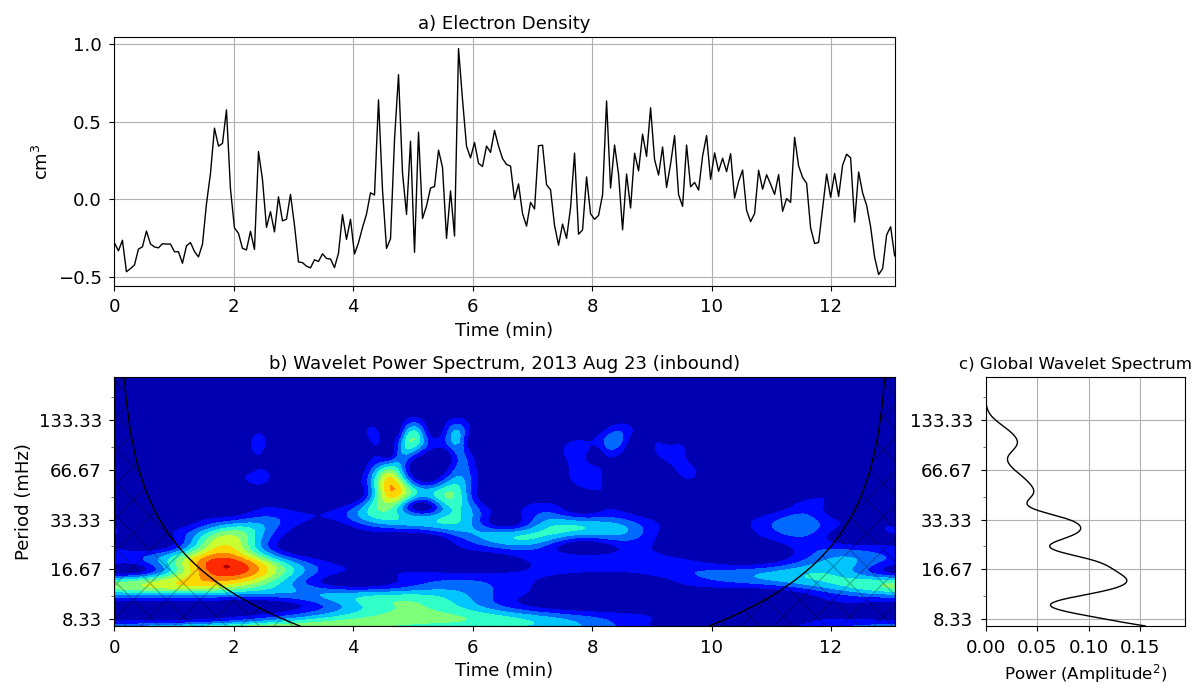 a) Electron Density
1.0
0.5
0.0
−0.5
cm³
0 2 4 6 8 10 12
Time (min)
b) Wavelet Power Spectrum, 2013 Aug 23 (inbound)
133.33
66.67
33.33
16.67
8.33
Period (mHz)
0 2 4 6 8 10 12
Time (min)
c) Global Wavelet Spectrum
133.33
66.67
33.33
16.67
8.33
0.00 0.05 0.10 0.15
Power (Amplitude²)